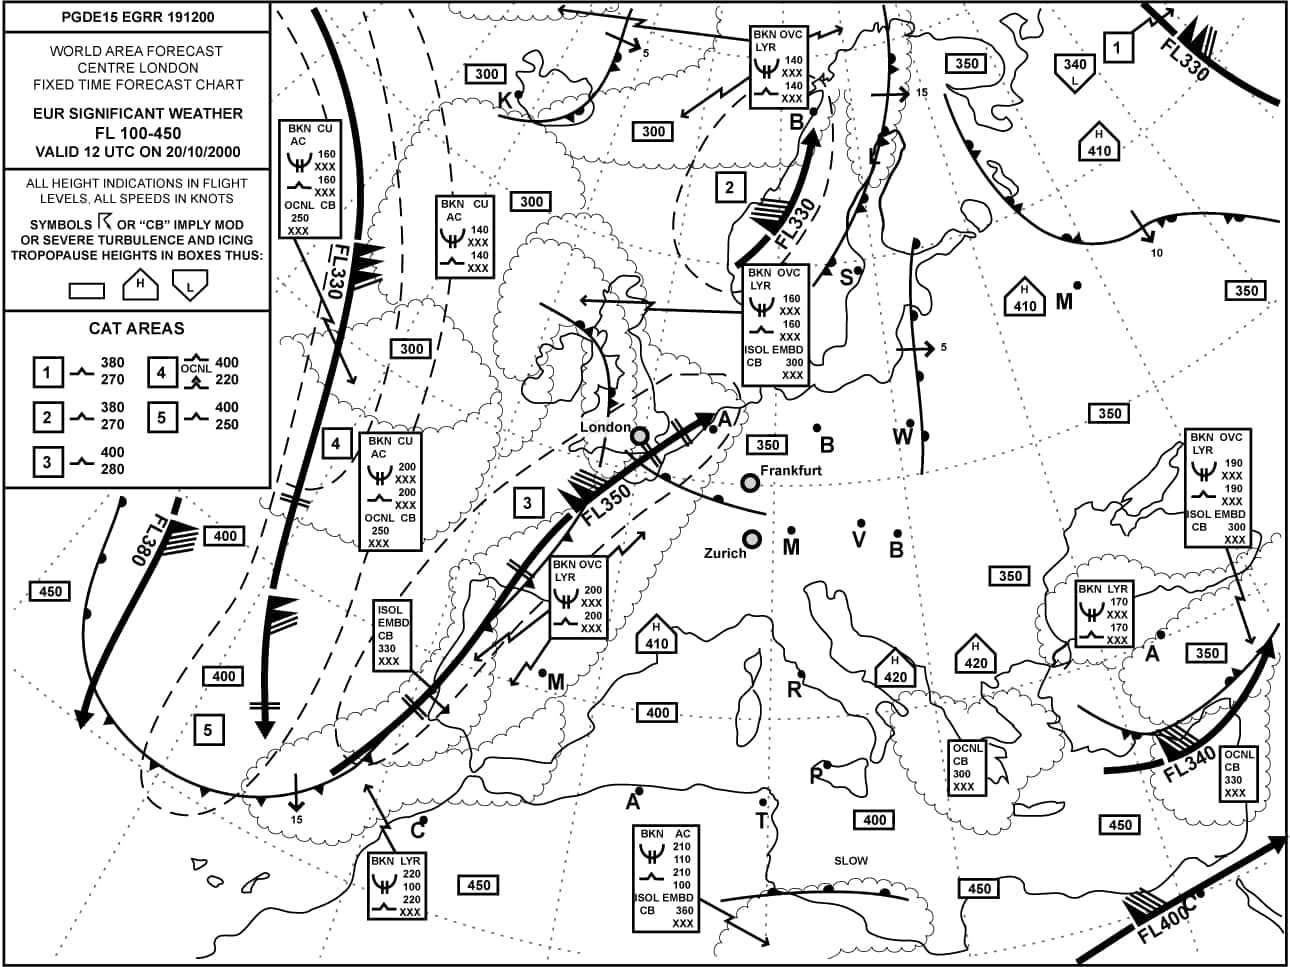 PGDE15 EGRR 191200
WORLD AREA FORECAST
CENTRE LONDON
FIXED TIME FORECAST CHART
EUR SIGNIFICANT WEATHER
FL 100-450
VALID 12 UTC ON 20/10/2000
ALL HEIGHT INDICATIONS IN FLIGHT
LEVELS, ALL SPEEDS IN KNOTS
SYMBOLS OR “CB” IMPLY MOD
OR SEVERE TURBULENCE AND ICING
TROPOPAUSE HEIGHTS IN BOXES THUS:
H
L
CAT AREAS
1 380
270
4 OCNL 400
220
2 380
270
5 400
250
3 400
280
BKN CU
AC
160
XXX
160
XXX
OCNL CB
250
XXX
FL330
300
K
5
300
BKN OVC
LYR
140
XXX
140
XXX
B
15
L
350
340
L
1
FL330
H
410
BKN CU
AC
140
XXX
140
XXX
300
2
FL330
S
BKN OVC
LYR
160
XXX
160
XXX
ISOL EMBD
CB 300
XXX
10
H
410
M
350
5
300
4
BKN CU
AC
200
XXX
200
XXX
OCNL CB
250
XXX
London
A
350
B
W
350
Frankfurt
Zurich
M
V
B
3
FL350
BKN OVC
LYR
190
XXX
190
XXX
ISOL EMBD
CB 300
XXX
FL380
400
450
BKN OVC
LYR
200
XXX
200
XXX
350
BKN LYR
170
XXX
170
XXX
A
350
ISOL
EMBD
CB
330
XXX
H
410
M
H
420
H
420
400
R
400
5
15
P
OCNL
CB
300
XXX
FL340
OCNL
CB
330
XXX
A
T
C
400
450
BKN LYR
220
100
220
XXX
450
BKN AC
210
110
210
100
ISOL EMBD
CB 360
XXX
SLOW
450
C
FL400